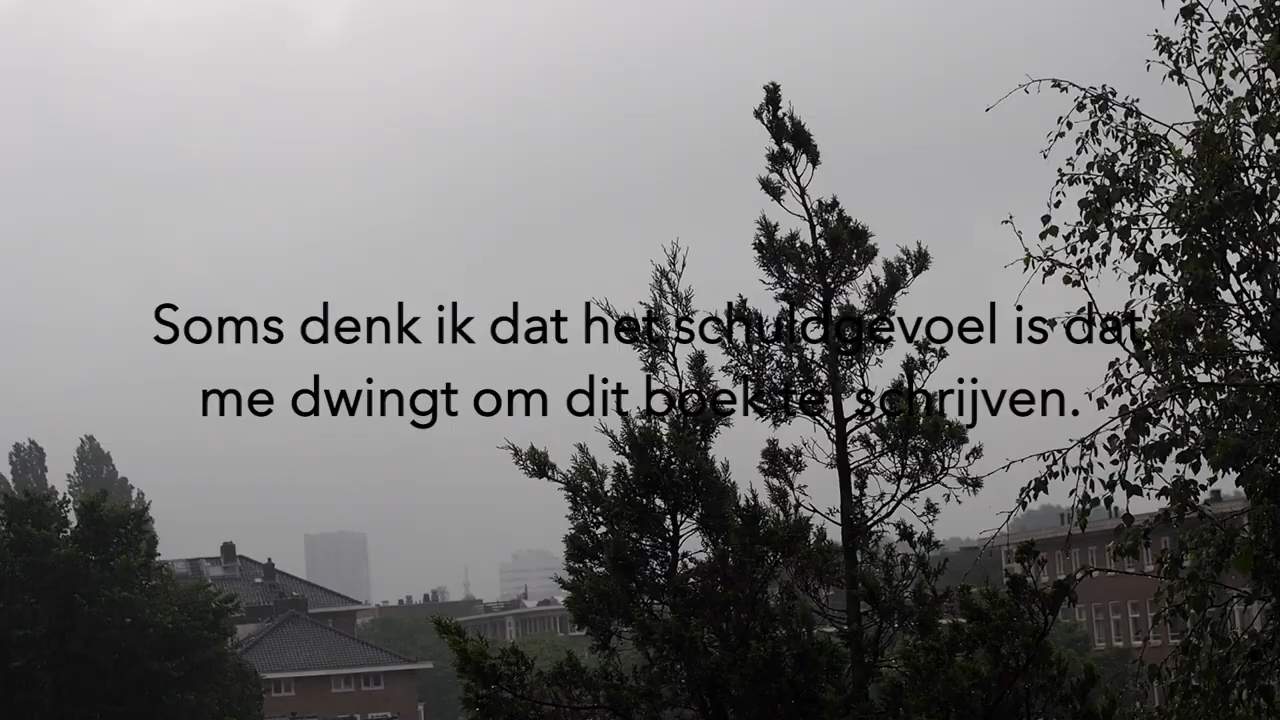 Soms denk ik dat het schuldgevoel is dat
me dwingt om dit boek te schrijven.